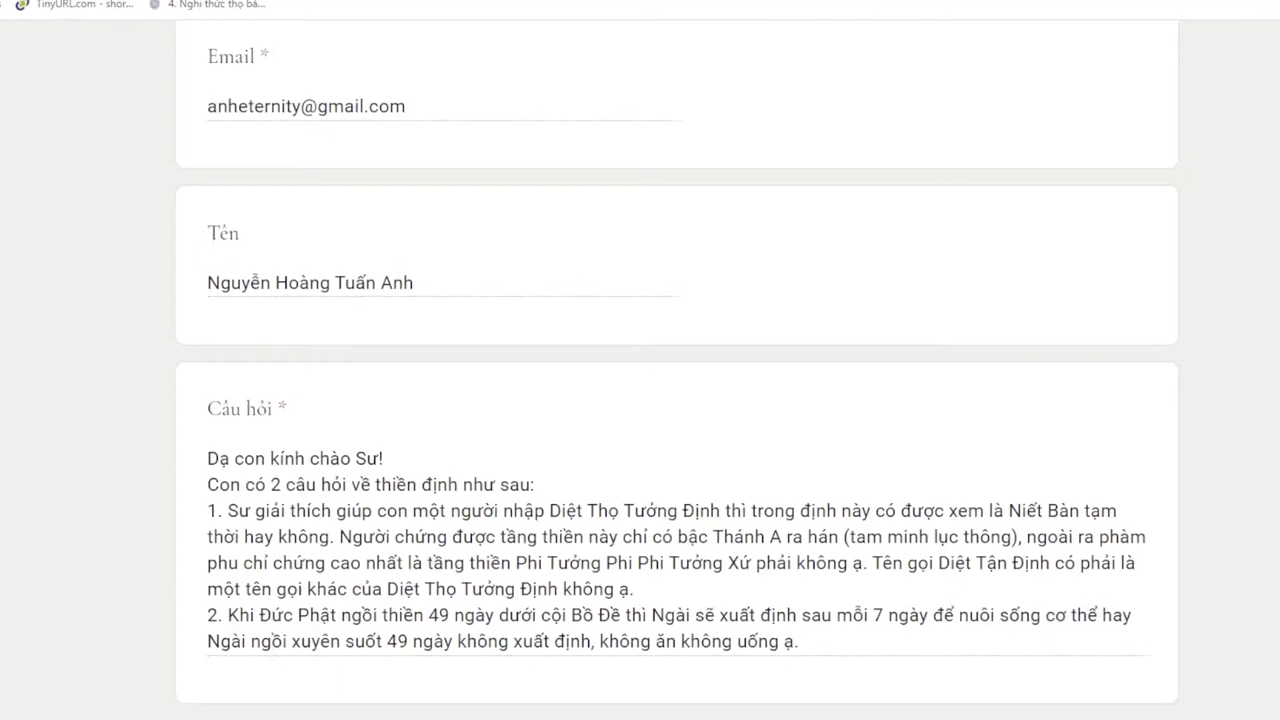 TinyURL.com - shor...
4. Nghi thức thọ bá...
Email *
anheternity@gmail.com
Tên
Nguyễn Hoàng Tuấn Anh
Câu hỏi *
Dạ con kính chào Sư!
Con có 2 câu hỏi về thiền định như sau:
1. Sư giải thích giúp con một người nhập Diệt Thọ Tưởng Định thì trong định này có được xem là Niết Bàn tạm
thời hay không. Người chứng được tầng thiền này chỉ có bậc Thánh A ra hán (tam minh lục thông), ngoài ra phàm
phu chỉ chứng cao nhất là tầng thiền Phi Tưởng Phi Phi Tưởng Xứ phải không ạ. Tên gọi Diệt Tận Định có phải là
một tên gọi khác của Diệt Thọ Tưởng Định không ạ.
2. Khi Đức Phật ngồi thiền 49 ngày dưới cội Bồ Đề thì Ngài sẽ xuất định sau mỗi 7 ngày để nuôi sống cơ thể hay
Ngài ngồi xuyên suốt 49 ngày không xuất định, không ăn không uống ạ.